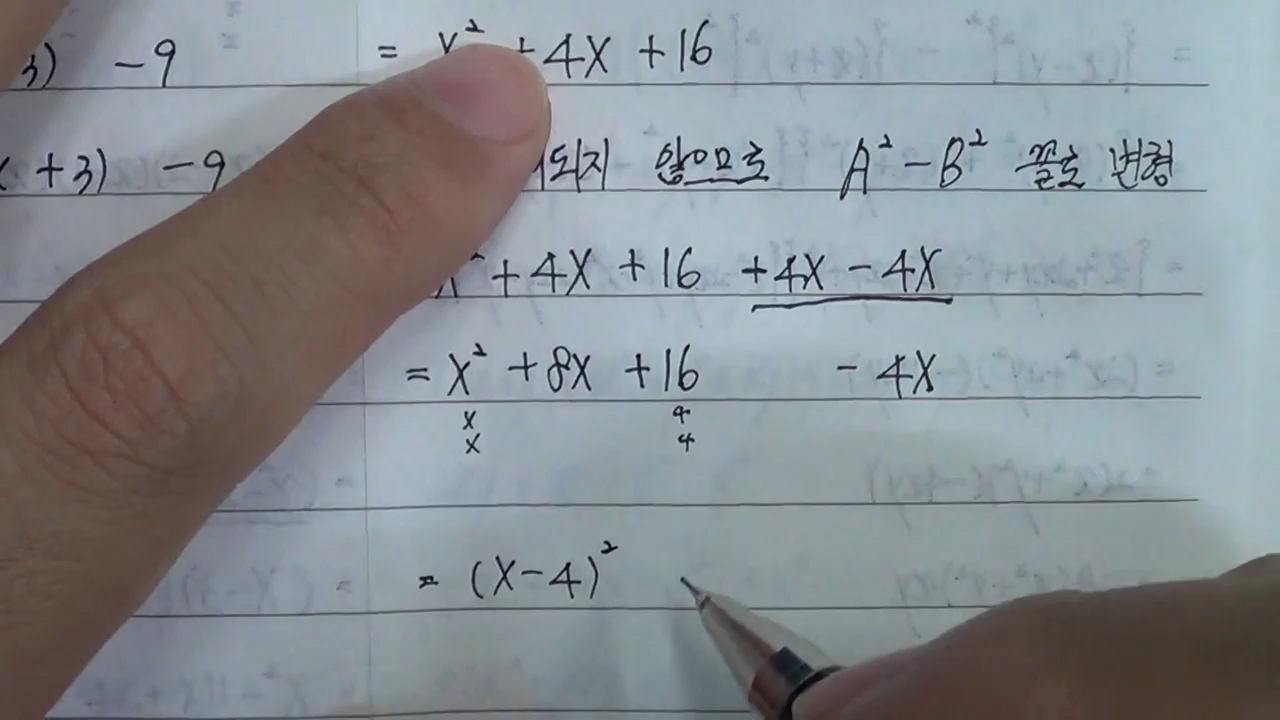 3) -9
= X² + 4X + 16
X + 3) -9
되지 않으므로 A² - B² 꼴로 변형
X² + 4X + 16 + 4X - 4X
= X² + 8X + 16 - 4X
X 4
X 4
= (X - 4)²